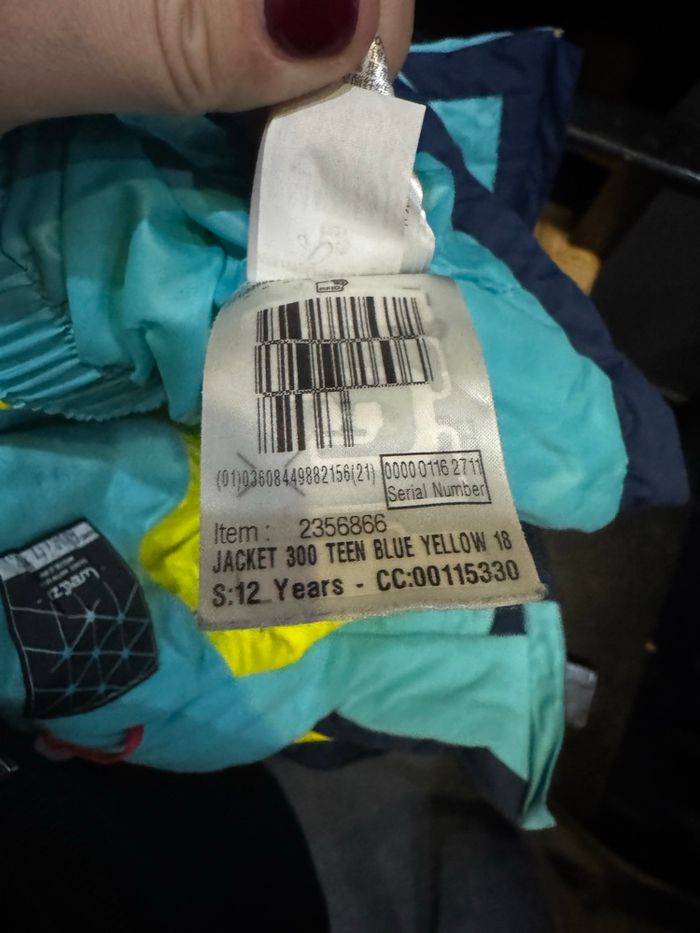 RFID
(01)03608449882156(21)
0000 0116 2711
Serial Number
Item : 2356866
JACKET 300 TEEN BLUE YELLOW 18
S:12 Years - CC:00115330